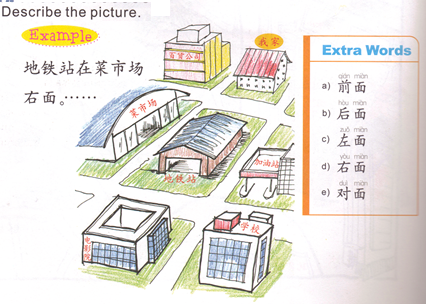 Describe the picture.
Example
地铁站在菜市场
右面。……
百货公司
我家
菜市场
地铁站
加油站
电影院
学校
Extra Words
qián miàn
a) 前面
hòu miàn
b) 后面
zuǒ miàn
c) 左面
yòu miàn
d) 右面
duì miàn
e) 对面